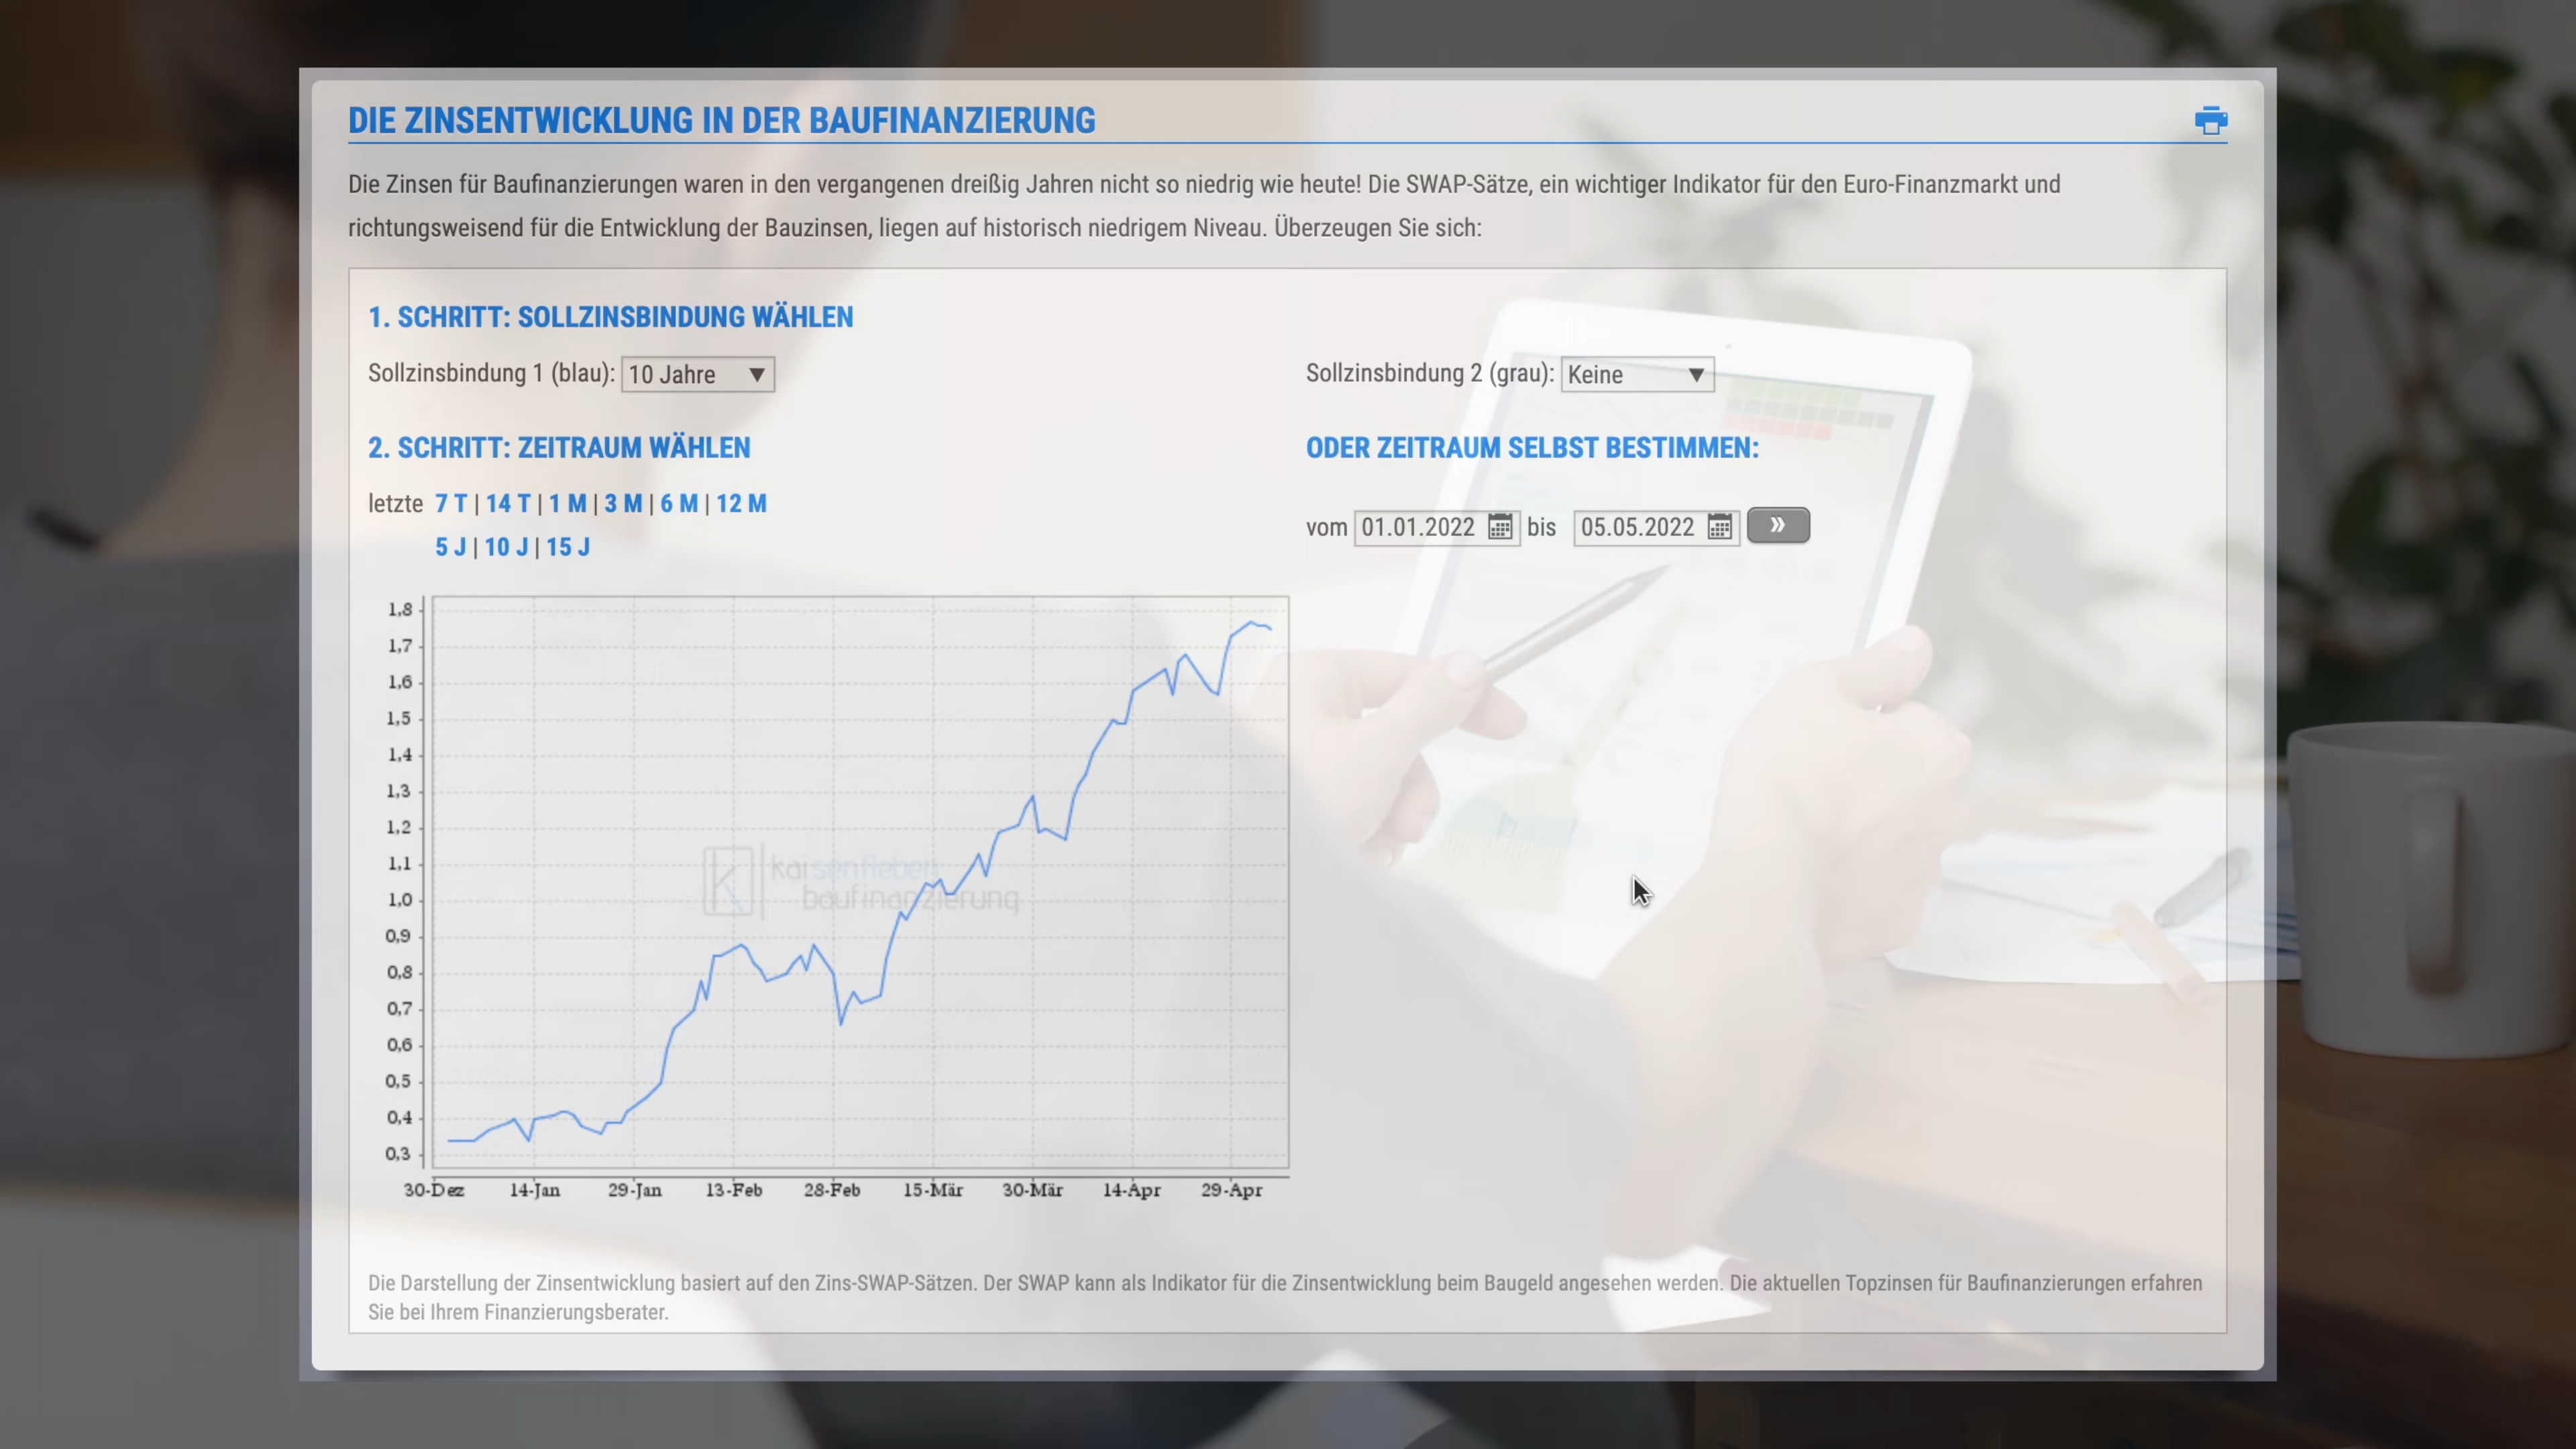 DIE ZINSENTWICKLUNG IN DER BAUFINANZIERUNG
Die Zinsen für Baufinanzierungen waren in den vergangenen dreißig Jahren nicht so niedrig wie heute! Die SWAP-Sätze, ein wichtiger Indikator für den Euro-Finanzmarkt und
richtungsweisend für die Entwicklung der Bauzinsen, liegen auf historisch niedrigem Niveau. Überzeugen Sie sich:
1. SCHRITT: SOLLZINSBINDUNG WÄHLEN
Sollzinsbindung 1 (blau): 10 Jahre ▼
Sollzinsbindung 2 (grau): Keine ▼
2. SCHRITT: ZEITRAUM WÄHLEN
letzte 7 T | 14 T | 1 M | 3 M | 6 M | 12 M
5 J | 10 J | 15 J
ODER ZEITRAUM SELBST BESTIMMEN:
vom 01.01.2022 bis 05.05.2022 »
1,8
1,7
1,6
1,5
1,4
1,3
1,2
1,1
1,0
0,9
0,8
0,7
0,6
0,5
0,4
0,3
kaisenfleben
baufinanzierung
30-Dez 14-Jan 29-Jan 13-Feb 28-Feb 15-Mär 30-Mär 14-Apr 29-Apr
Die Darstellung der Zinsentwicklung basiert auf den Zins-SWAP-Sätzen. Der SWAP kann als Indikator für die Zinsentwicklung beim Baugeld angesehen werden. Die aktuellen Topzinsen für Baufinanzierungen erfahren
Sie bei Ihrem Finanzierungsberater.